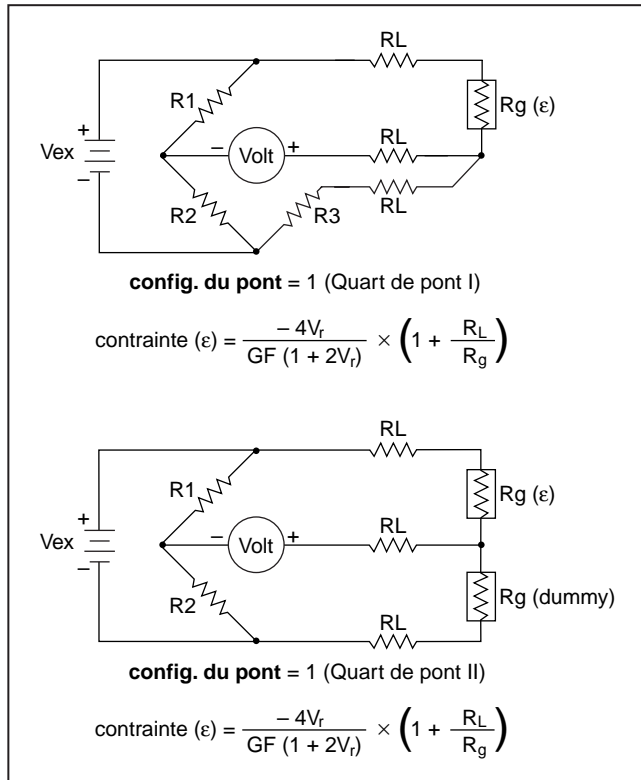 RL
R1
Rg (ε)
+
Vex
–
– Volt + RL
R2
R3
RL
config. du pont = 1 (Quart de pont I)
contrainte (ε) = – 4Vr / GF (1 + 2Vr) × (1 + RL / Rg)
RL
R1
Rg (ε)
+
Vex
–
– Volt + RL
R2
Rg (dummy)
RL
config. du pont = 1 (Quart de pont II)
contrainte (ε) = – 4Vr / GF (1 + 2Vr) × (1 + RL / Rg)